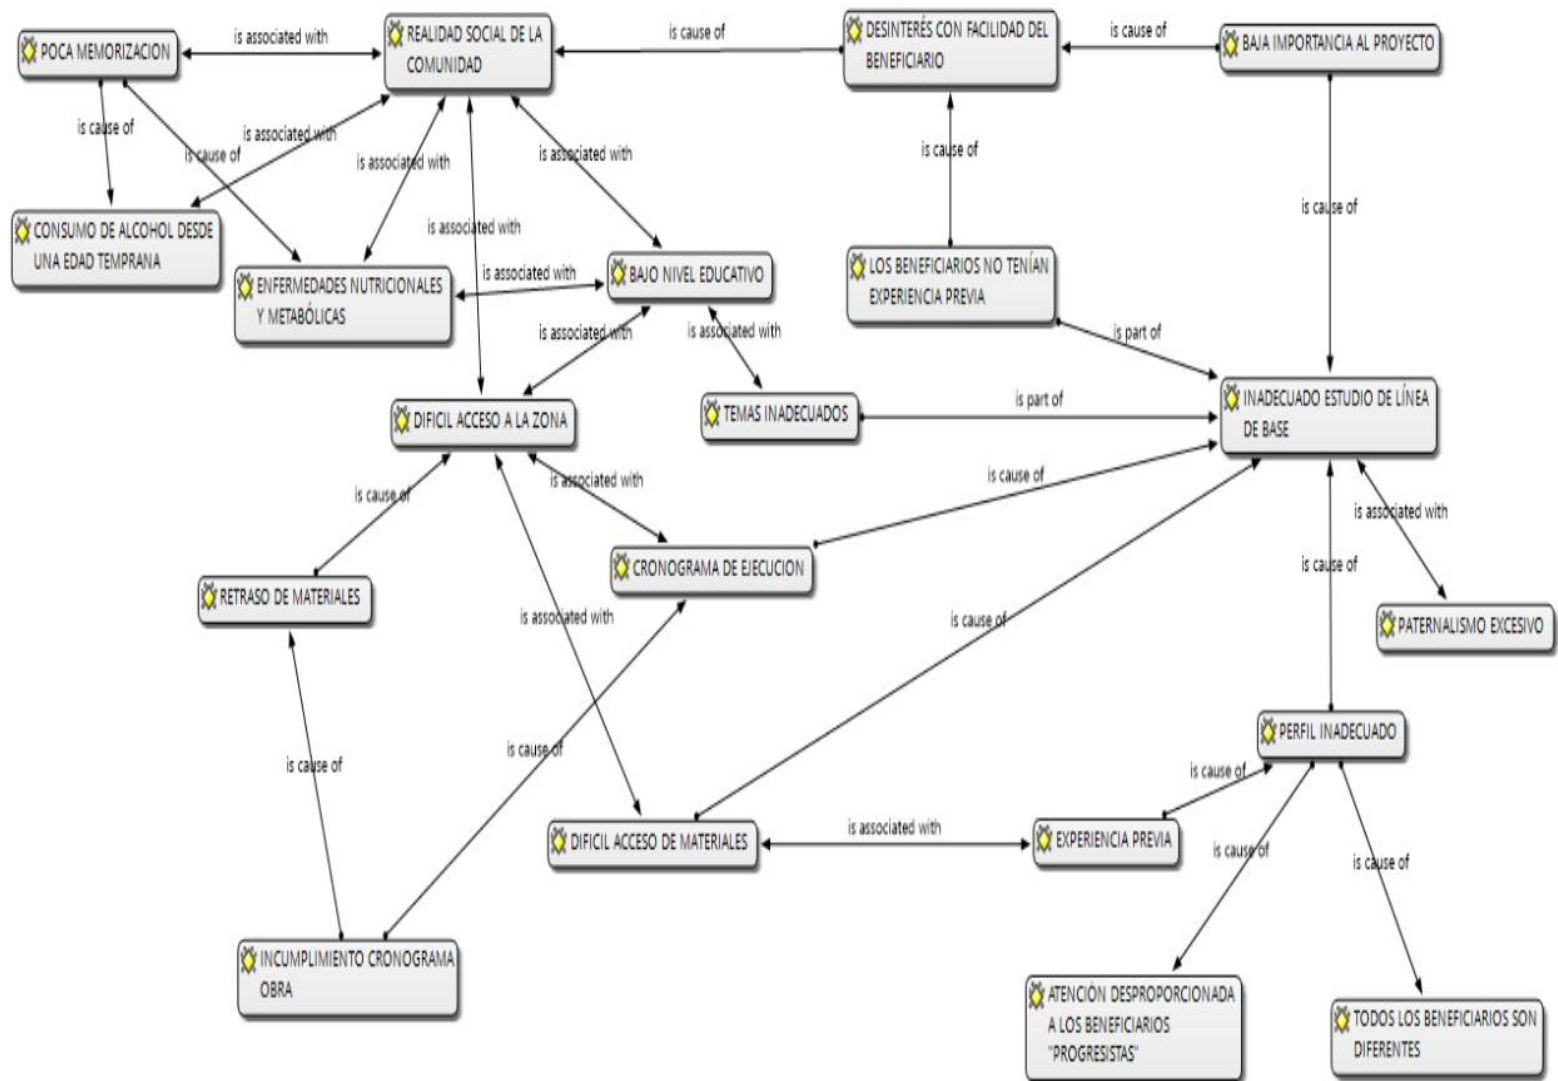 POCA MEMORIZACION
is associated with
REALIDAD SOCIAL DE LA
COMUNIDAD
is cause of
DESINTERÉS CON FACILIDAD DEL
BENEFICIARIO
is cause of
BAJA IMPORTANCIA AL PROYECTO
is cause of
is associated with
is cause of
is associated with
is associated with
is cause of
is cause of
is associated with
CONSUMO DE ALCOHOL DESDE
UNA EDAD TEMPRANA
ENFERMEDADES NUTRICIONALES
Y METABÓLICAS
is associated with
BAJO NIVEL EDUCATIVO
LOS BENEFICIARIOS NO TENÍAN
EXPERIENCIA PREVIA
is associated with
is associated with
is part of
DIFICIL ACCESO A LA ZONA
TEMAS INADECUADOS
is part of
INADECUADO ESTUDIO DE LÍNEA
DE BASE
is cause of
is associated with
is cause of
is associated with
RETRASO DE MATERIALES
CRONOGRAMA DE EJECUCION
is cause of
is associated with
is cause of
PATERNALISMO EXCESIVO
is cause of
is cause of
PERFIL INADECUADO
is cause of
DIFICIL ACCESO DE MATERIALES
is associated with
EXPERIENCIA PREVIA
is cause of
is cause of
INCUMPLIMIENTO CRONOGRAMA
OBRA
ATENCIÓN DESPROPORCIONADA
A LOS BENEFICIARIOS
"PROGRESISTAS"
TODOS LOS BENEFICIARIOS SON
DIFERENTES